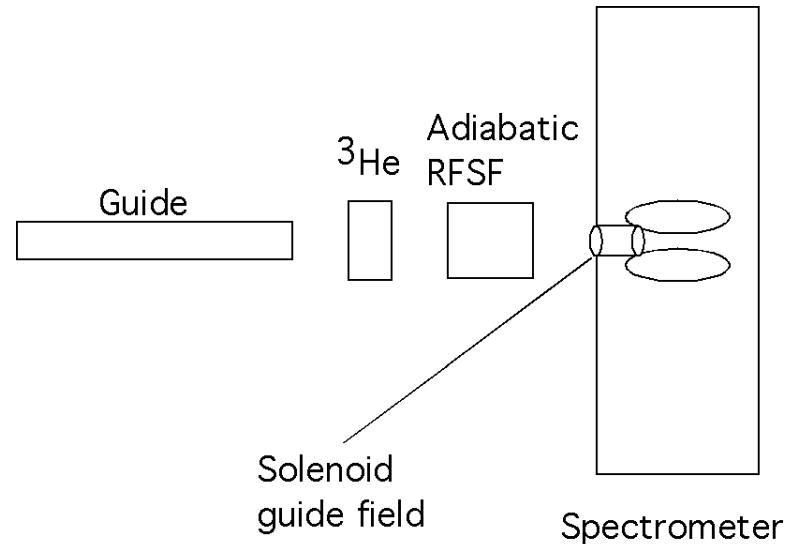 Guide
³He
Adiabatic
RFSF
Solenoid
guide field
Spectrometer